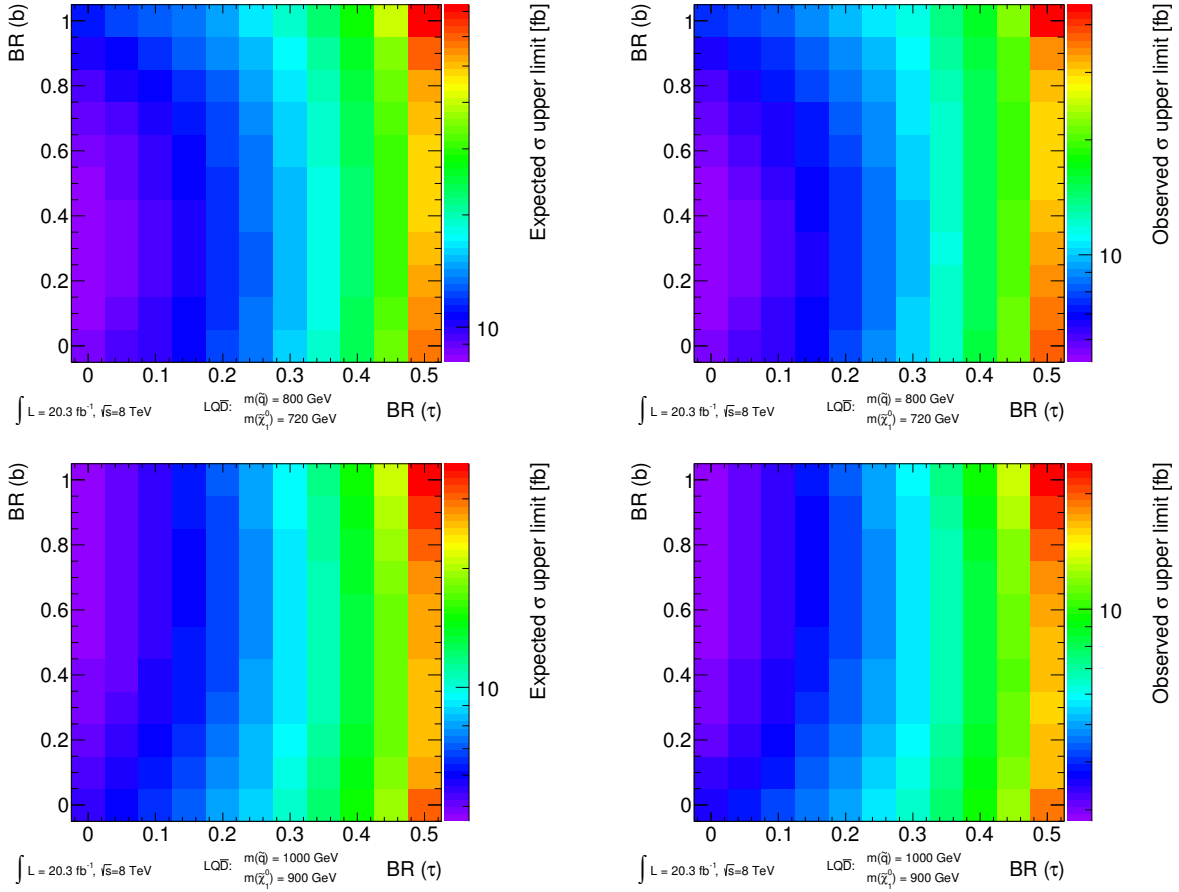 BR (b)
1
0.8
0.6
0.4
0.2
0
0 0.1 0.2 0.3 0.4 0.5
10
Expected σ upper limit [fb]
∫ L = 20.3 fb⁻¹, √s=8 TeV
LQD̅: m(q̃) = 800 GeV
m(χ̃⁰₁) = 720 GeV
BR (τ)
BR (b)
1
0.8
0.6
0.4
0.2
0
0 0.1 0.2 0.3 0.4 0.5
10
Observed σ upper limit [fb]
∫ L = 20.3 fb⁻¹, √s=8 TeV
LQD̅: m(q̃) = 800 GeV
m(χ̃⁰₁) = 720 GeV
BR (τ)
BR (b)
1
0.8
0.6
0.4
0.2
0
0 0.1 0.2 0.3 0.4 0.5
10
Expected σ upper limit [fb]
∫ L = 20.3 fb⁻¹, √s=8 TeV
LQD̅: m(q̃) = 1000 GeV
m(χ̃⁰₁) = 900 GeV
BR (τ)
BR (b)
1
0.8
0.6
0.4
0.2
0
0 0.1 0.2 0.3 0.4 0.5
10
Observed σ upper limit [fb]
∫ L = 20.3 fb⁻¹, √s=8 TeV
LQD̅: m(q̃) = 1000 GeV
m(χ̃⁰₁) = 900 GeV
BR (τ)